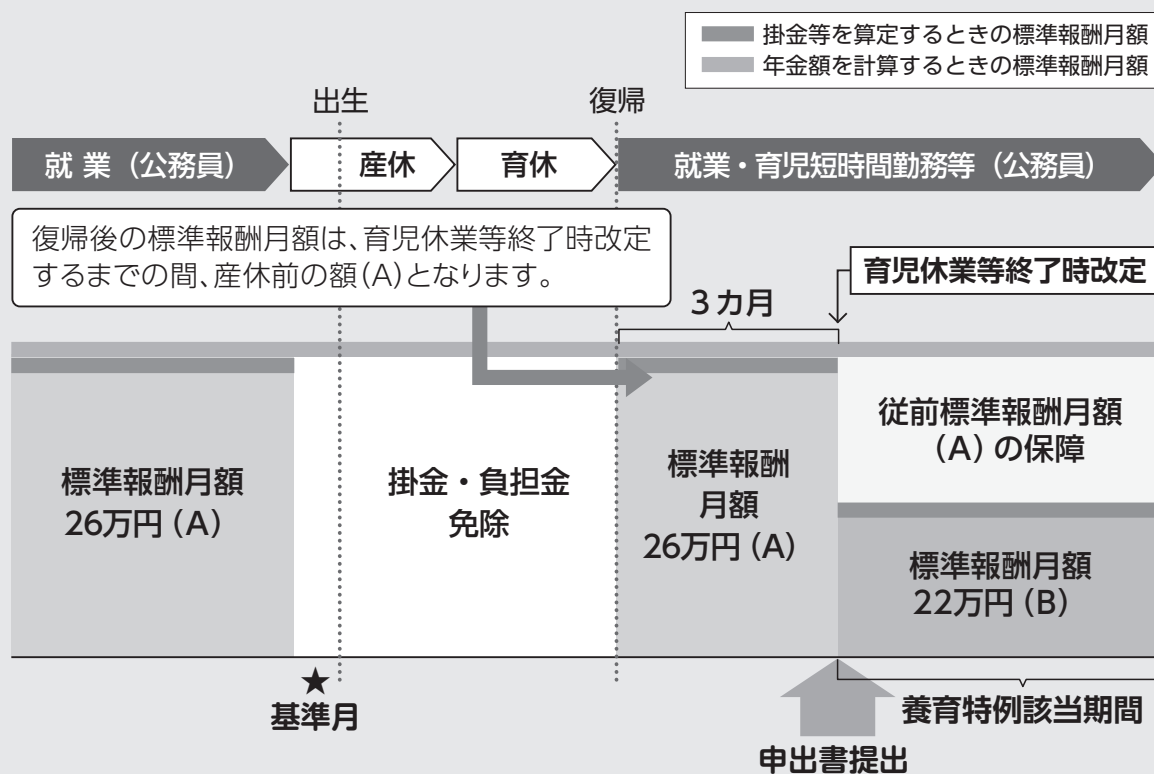 掛金等を算定するときの標準報酬月額
年金額を計算するときの標準報酬月額
出生
復帰
就業（公務員）
産休
育休
就業・育児短時間勤務等（公務員）
復帰後の標準報酬月額は、育児休業等終了時改定
するまでの間、産休前の額（A）となります。
育児休業等終了時改定
3カ月
標準報酬月額
26万円（A）
掛金・負担金
免除
標準報酬
月額
26万円（A）
従前標準報酬月額
（A）の保障
標準報酬月額
22万円（B）
★
基準月
養育特例該当期間
申出書提出